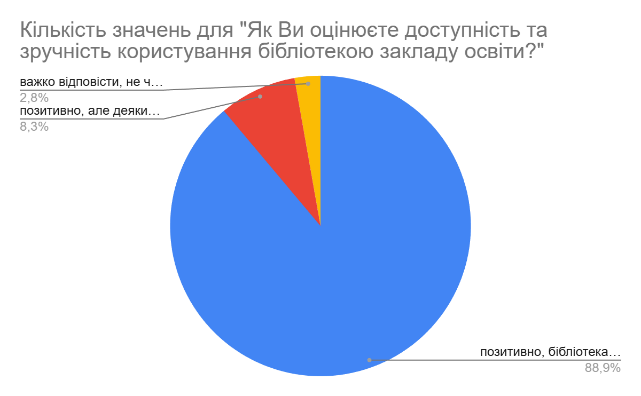 Кількість значень для "Як Ви оцінюєте доступність та
зручність користування бібліотекою закладу освіти?"
важко відповісти, не ч…
2,8%
позитивно, але деяки…
8,3%
позитивно, бібліотека…
88,9%